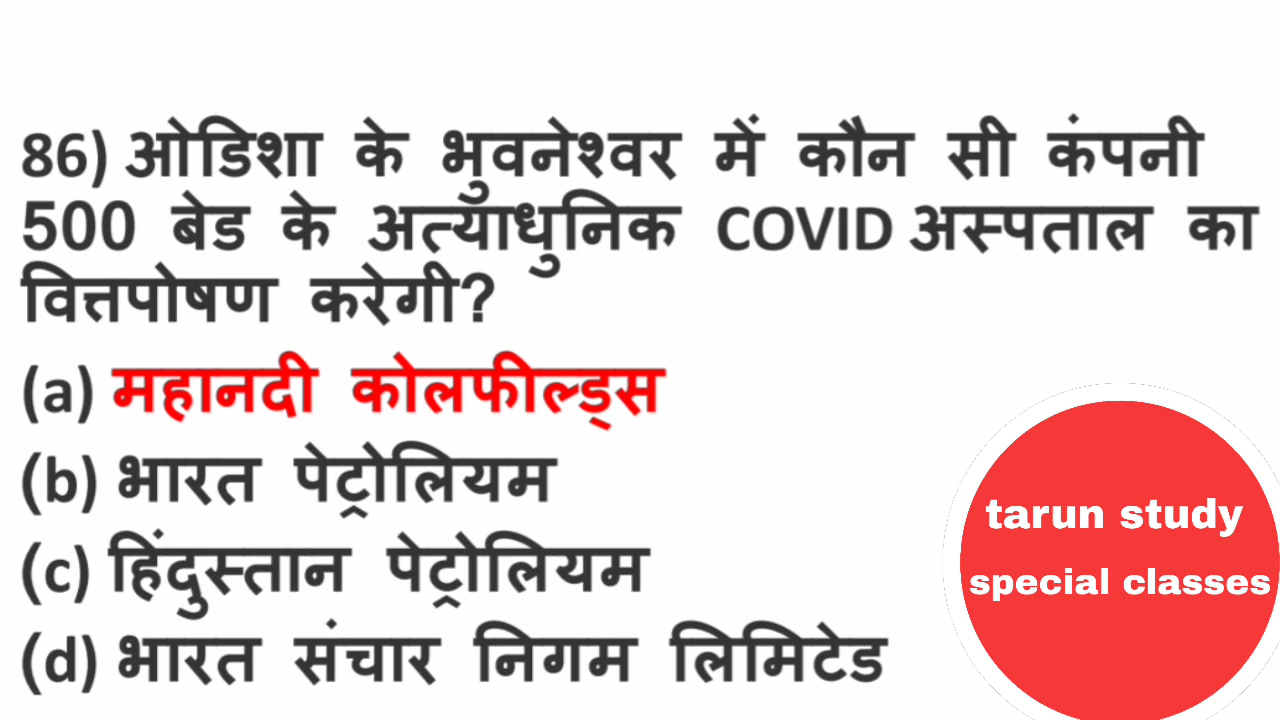 86) ओडिशा के भुवनेश्वर में कौन सी कंपनी
500 बेड के अत्याधुनिक COVID अस्पताल का
वित्तपोषण करेगी?
(a) महानदी कोलफील्ड्स
(b) भारत पेट्रोलियम
(c) हिंदुस्तान पेट्रोलियम
(d) भारत संचार निगम लिमिटेड
tarun study
special classes